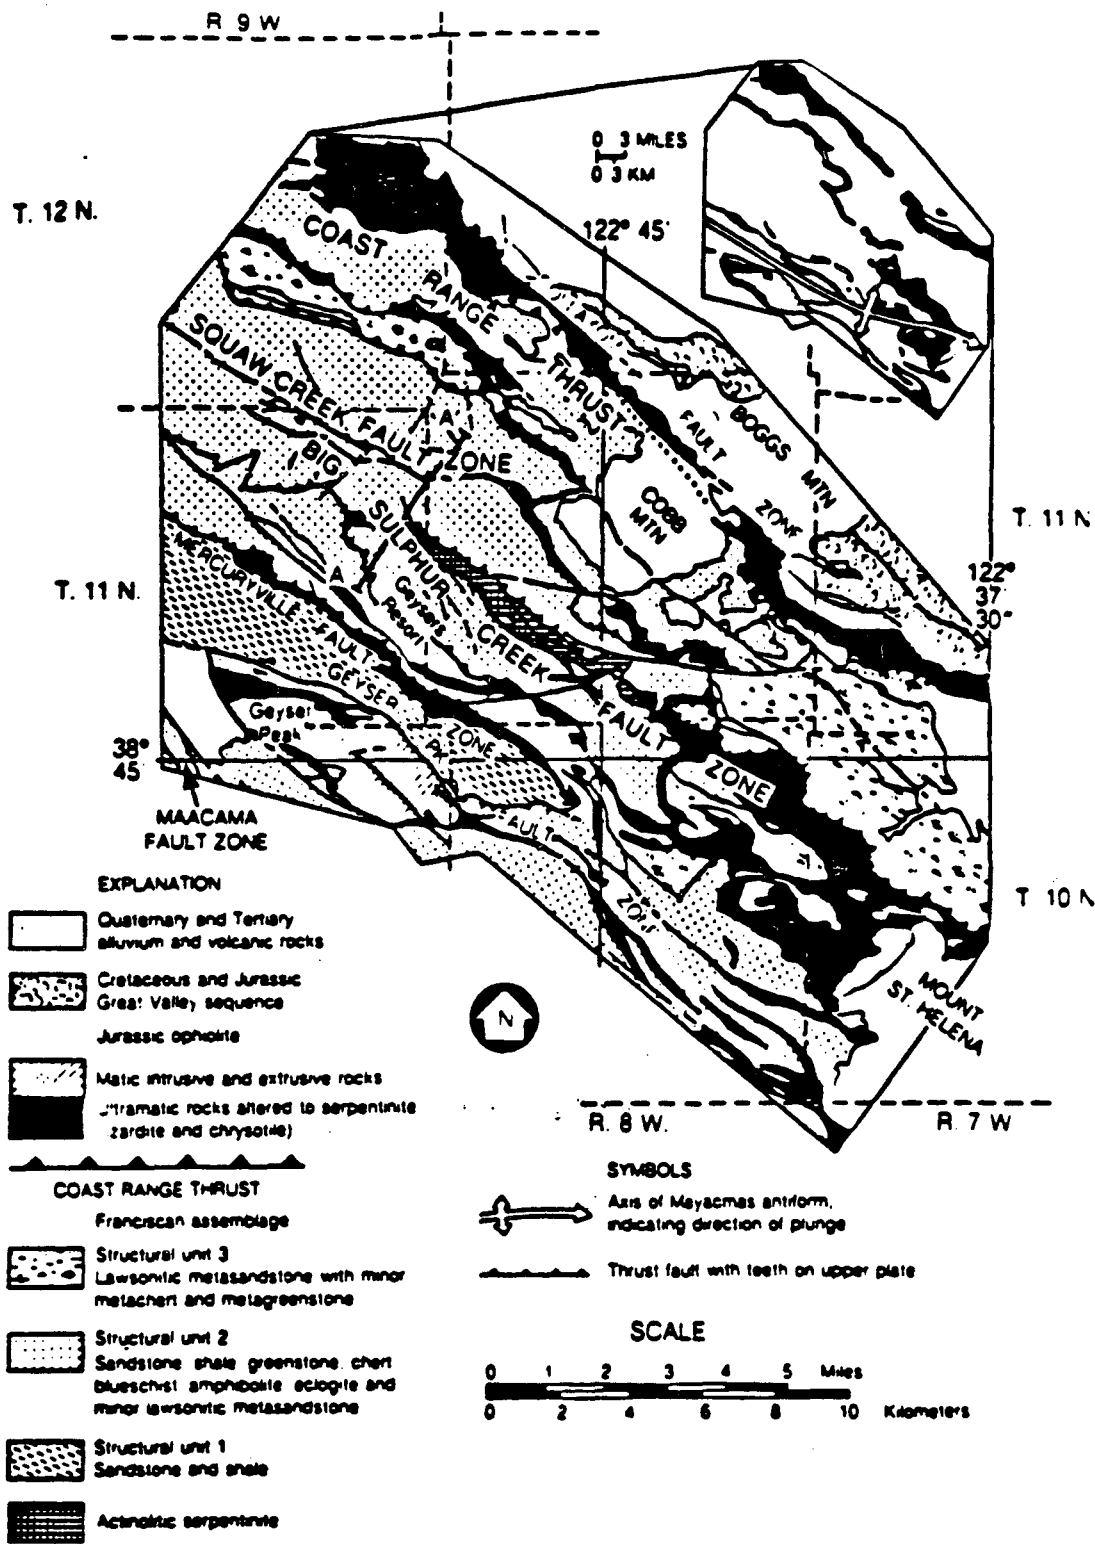 R 9 W
0 3 MILES
0 3 KM
T. 12 N.
122° 45'
COAST RANGE THRUST FAULT ZONE
SQUAW CREEK FAULT ZONE
BOGGS MTN
COBB
MTN
A
BIG SULPHUR CREEK FAULT ZONE
T. 11 N
122°
37
30"
T. 11 N.
MERCURYVILLE FAULT ZONE
A
Geysers
Resort
GEYSER
PK
FAULT
ZONE
Geyser
Peak
38°
45
MAACAMA
FAULT ZONE
T 10 N
MOUNT
ST. HELENA
N
R. 8 W.
R. 7 W
EXPLANATION
Quaternary and Tertiary
alluvium and volcanic rocks
Cretaceous and Jurassic
Great Valley sequence
Jurassic ophiolite
Mafic intrusive and extrusive rocks
Ultramafic rocks altered to serpentinite
zardite and chrysotile)
COAST RANGE THRUST
Franciscan assemblage
Structural unit 3
Lawsonitic metasandstone with minor
metachert and metagreenstone
Structural unit 2
Sandstone shale greenstone. chert
blueschist amphibolite eclogite and
minor lawsonitic metasandstone
Structural unit 1
Sandstone and shale
Actinolitic serpentinite
SYMBOLS
Axis of Mayacmas antiform,
indicating direction of plunge
Thrust fault with teeth on upper plate
SCALE
0 1 2 3 4 5 Miles
0 2 4 6 8 10 Kilometers